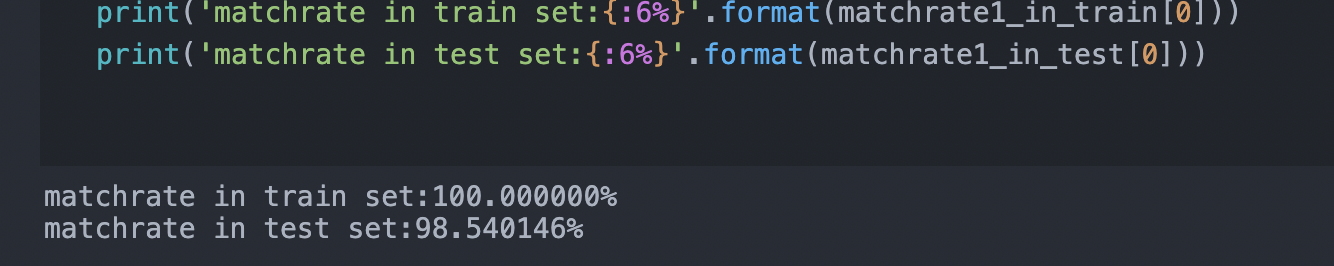 print('matchrate in train set:{:6%}'.format(matchrate1_in_train[0]))
print('matchrate in test set:{:6%}'.format(matchrate1_in_test[0]))
matchrate in train set:100.000000%
matchrate in test set:98.540146%